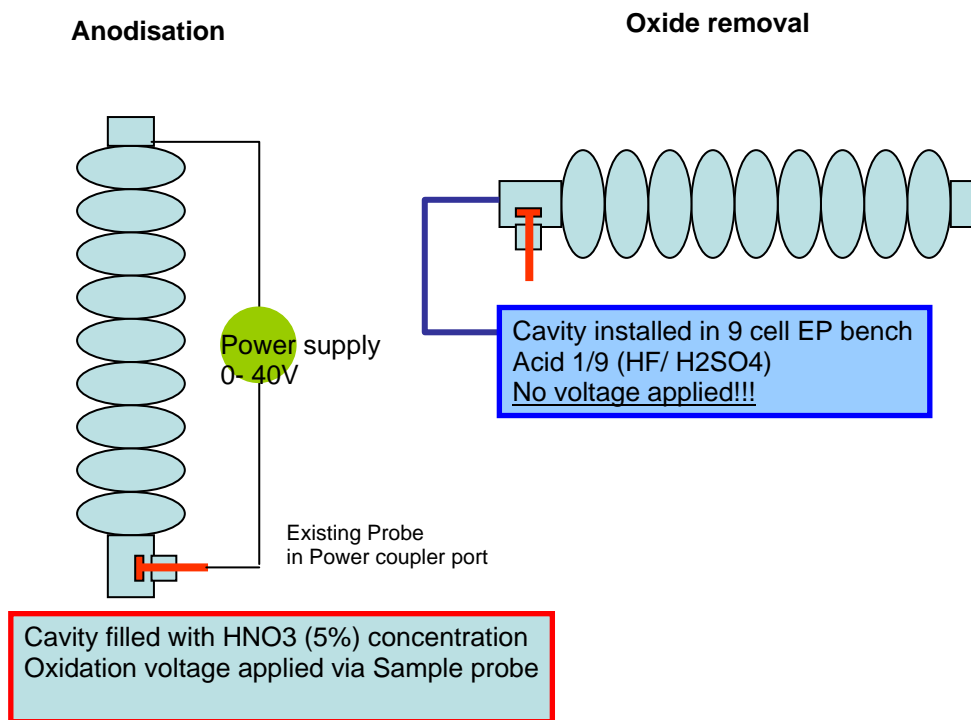 Anodisation
Oxide removal
Power supply
0- 40V
Cavity installed in 9 cell EP bench
Acid 1/9 (HF/ H2SO4)
No voltage applied!!!
Existing Probe
in Power coupler port
Cavity filled with HNO3 (5%) concentration
Oxidation voltage applied via Sample probe